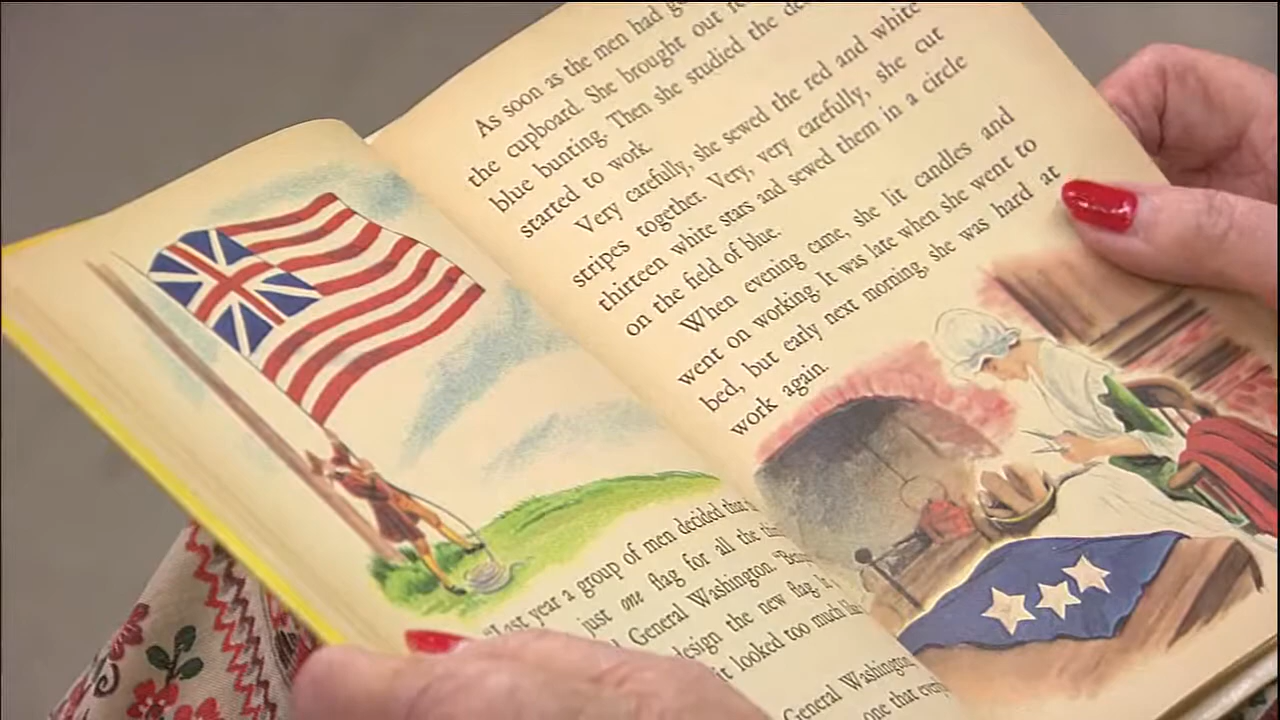 "Last year a group of men decided that
just one flag for all the
General Washington.
design the new flag. It
it looked too much
General Washington,
one that
As soon as the men had
the cupboard. She brought out
blue bunting. Then she studied the
started to work.
Very carefully, she sewed the red and white
stripes together. Very, very carefully, she cut
thirteen white stars and sewed them in a circle
on the field of blue.
When evening came, she lit candles and
went on working. It was late when she went to
bed, but early next morning, she was hard at
work again.